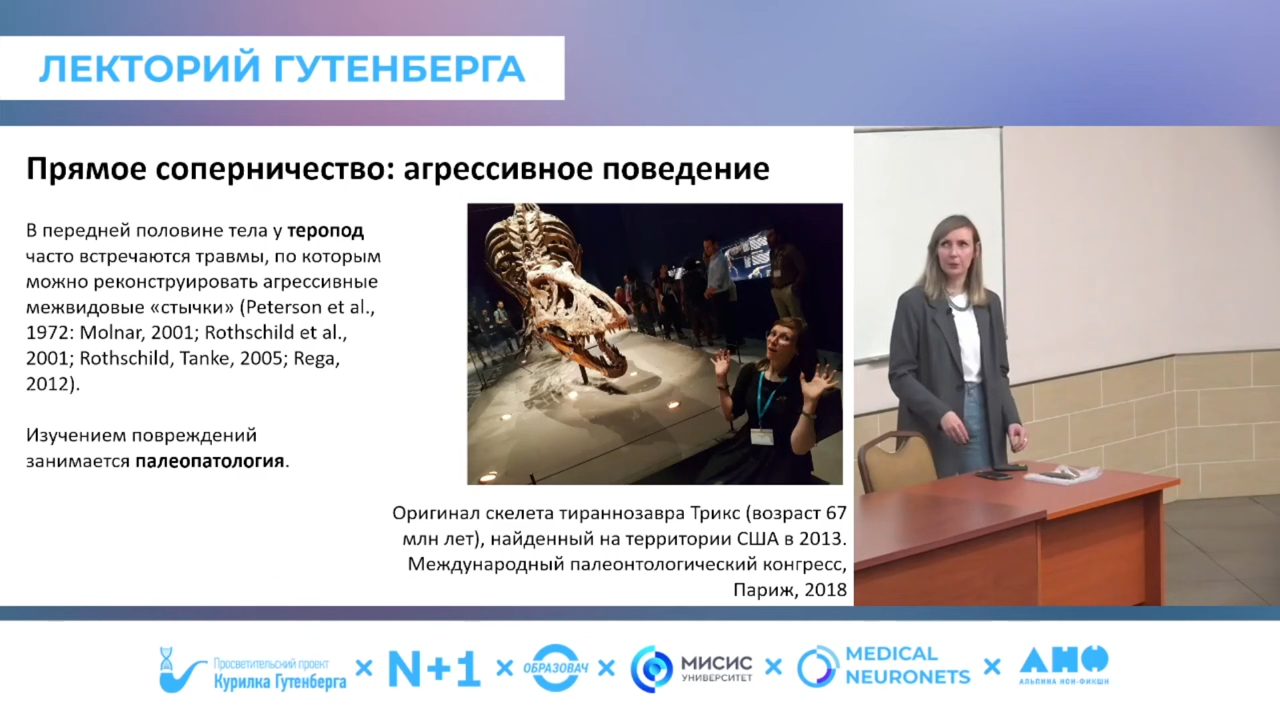 ЛЕКТОРИЙ ГУТЕНБЕРГА
Прямое соперничество: агрессивное поведение
В передней половине тела у теропод
часто встречаются травмы, по которым
можно реконструировать агрессивные
межвидовые «стычки» (Peterson et al.,
1972: Molnar, 2001; Rothschild et al.,
2001; Rothschild, Tanke, 2005; Rega,
2012).
Изучением повреждений
занимается палеопатология.
Оригинал скелета тираннозавра Трикс (возраст 67
млн лет), найденный на территории США в 2013.
Международный палеонтологический конгресс,
Париж, 2018
Просветительский проект
Курилка Гутенберга
N+1
ОБРАЗОВАЧ
МИСИС
УНИВЕРСИТЕТ
MEDICAL
NEURONETS
АНФ
АЛЬПИНА НОН-ФИКШН